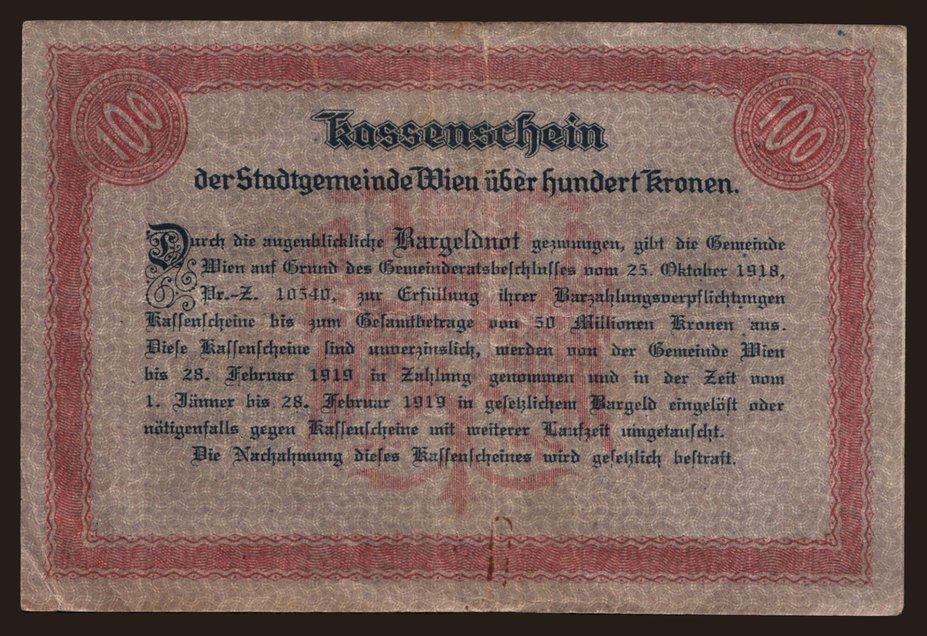 100
100
Kassenschein
der Stadtgemeinde Wien über hundert Kronen.
Durch die augenblickliche Bargeldnot gezwungen, gibt die Gemeinde
Wien auf Grund des Gemeinderatsbeschlusses vom 25. Oktober 1918,
Pr.-Z. 10540, zur Erfüllung ihrer Barzahlungsverpflichtungen
Kassenscheine bis zum Gesamtbetrage von 50 Millionen Kronen aus.
Diese Kassenscheine sind unverzinslich, werden von der Gemeinde Wien
bis 28. Februar 1919 in Zahlung genommen und in der Zeit vom
1. Jänner bis 28. Februar 1919 in gesetzlichem Bargeld eingelöst oder
nötigenfalls gegen Kassenscheine mit weiterer Laufzeit umgetauscht.
Die Nachahmung dieses Kassenscheines wird gesetzlich bestraft.